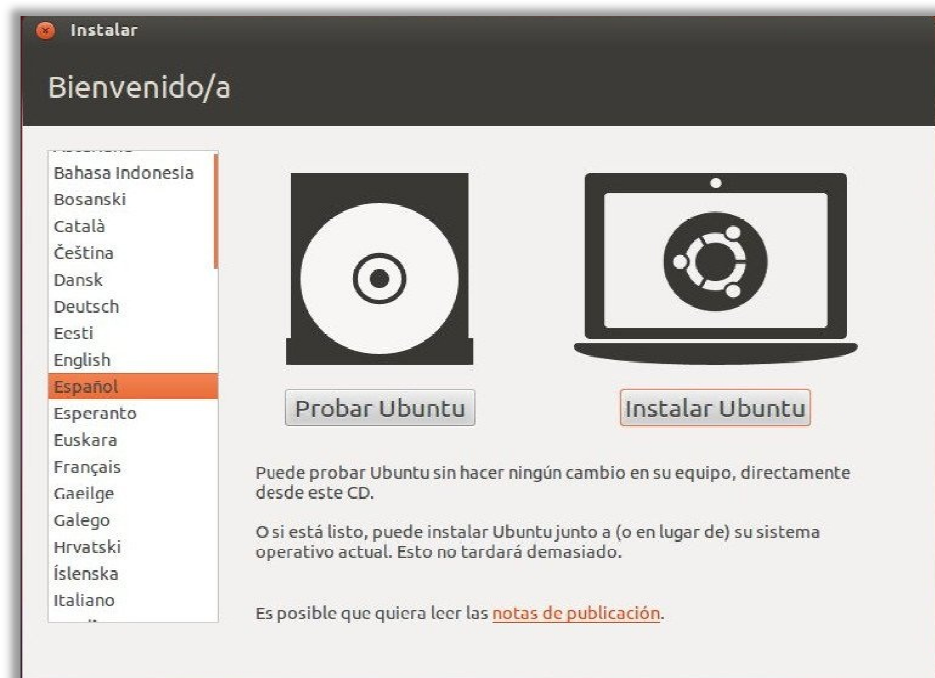 Instalar
Bienvenido/a
Bahasa Indonesia
Bosanski
Català
Čeština
Dansk
Deutsch
Eesti
English
Español
Esperanto
Euskara
Français
Gaeilge
Galego
Hrvatski
Íslenska
Italiano
Probar Ubuntu
Instalar Ubuntu
Puede probar Ubuntu sin hacer ningún cambio en su equipo, directamente
desde este CD.
O si está listo, puede instalar Ubuntu junto a (o en lugar de) su sistema
operativo actual. Esto no tardará demasiado.
Es posible que quiera leer las notas de publicación.